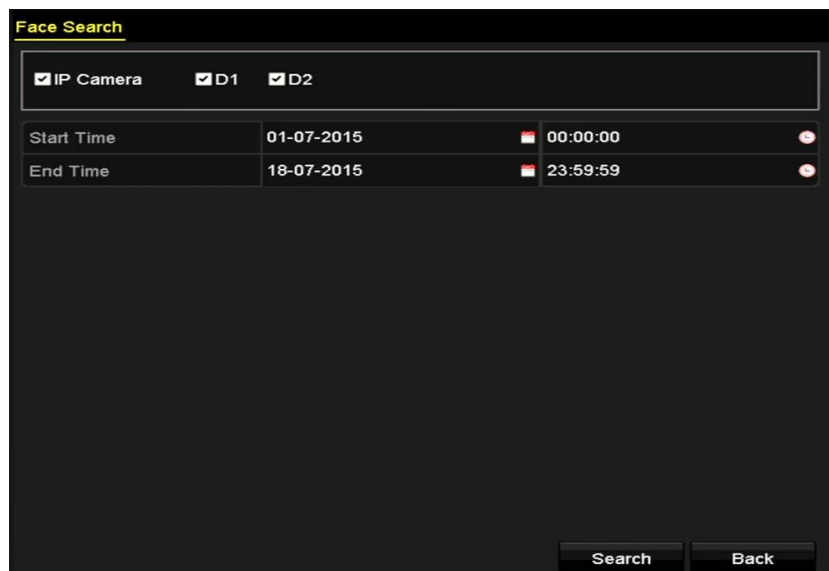 Face Search
IP Camera D1 D2
Start Time 01-07-2015 00:00:00
End Time 18-07-2015 23:59:59
Search Back